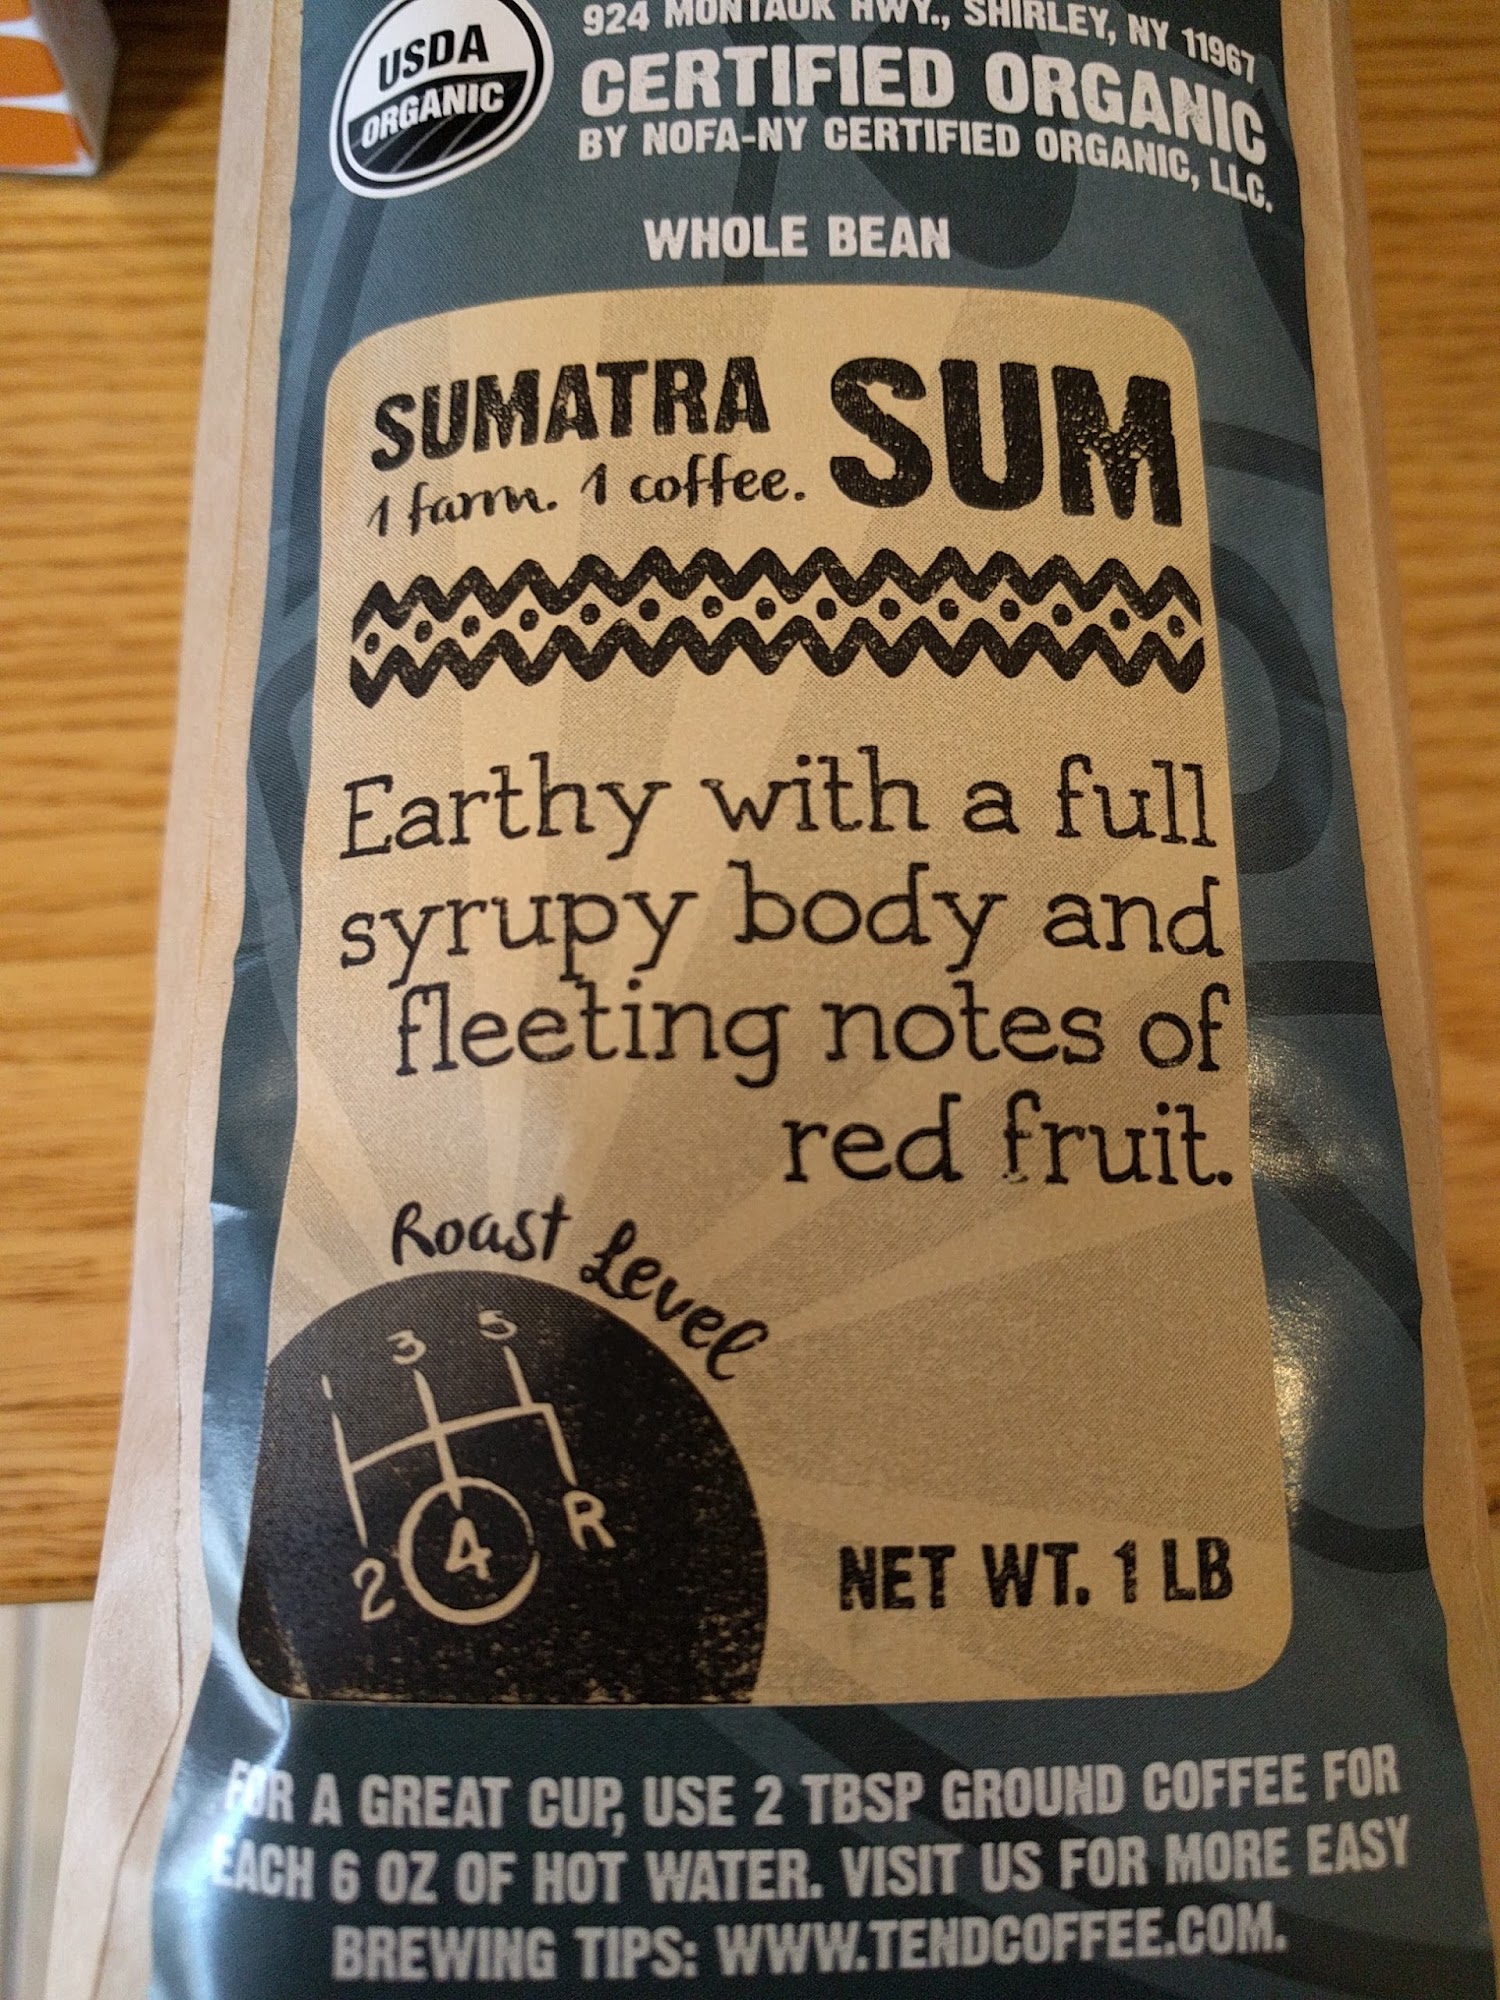 USDA
ORGANIC
924 MONTAUK HWY., SHIRLEY, NY 11967
CERTIFIED ORGANIC
BY NOFA-NY CERTIFIED ORGANIC, LLC.
WHOLE BEAN
SUMATRA
1 farm. 1 coffee.
SUM
Earthy with a full
syrupy body and
fleeting notes of
red fruit.
Roast Level
1 3 5
2 4 R
NET WT. 1 LB
FOR A GREAT CUP, USE 2 TBSP GROUND COFFEE FOR
EACH 6 OZ OF HOT WATER. VISIT US FOR MORE EASY
BREWING TIPS: WWW.TENDCOFFEE.COM.